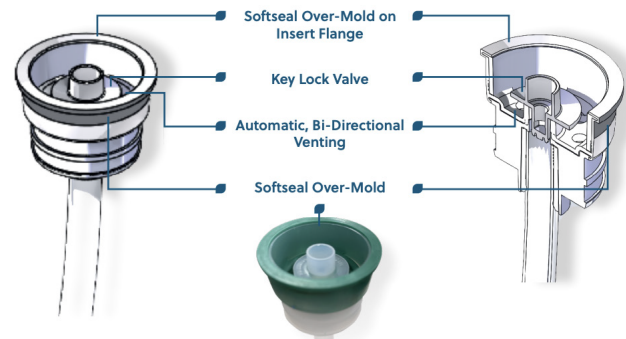 Softseal Over-Mold on
Insert Flange
Key Lock Valve
Automatic, Bi-Directional
Venting
Softseal Over-Mold